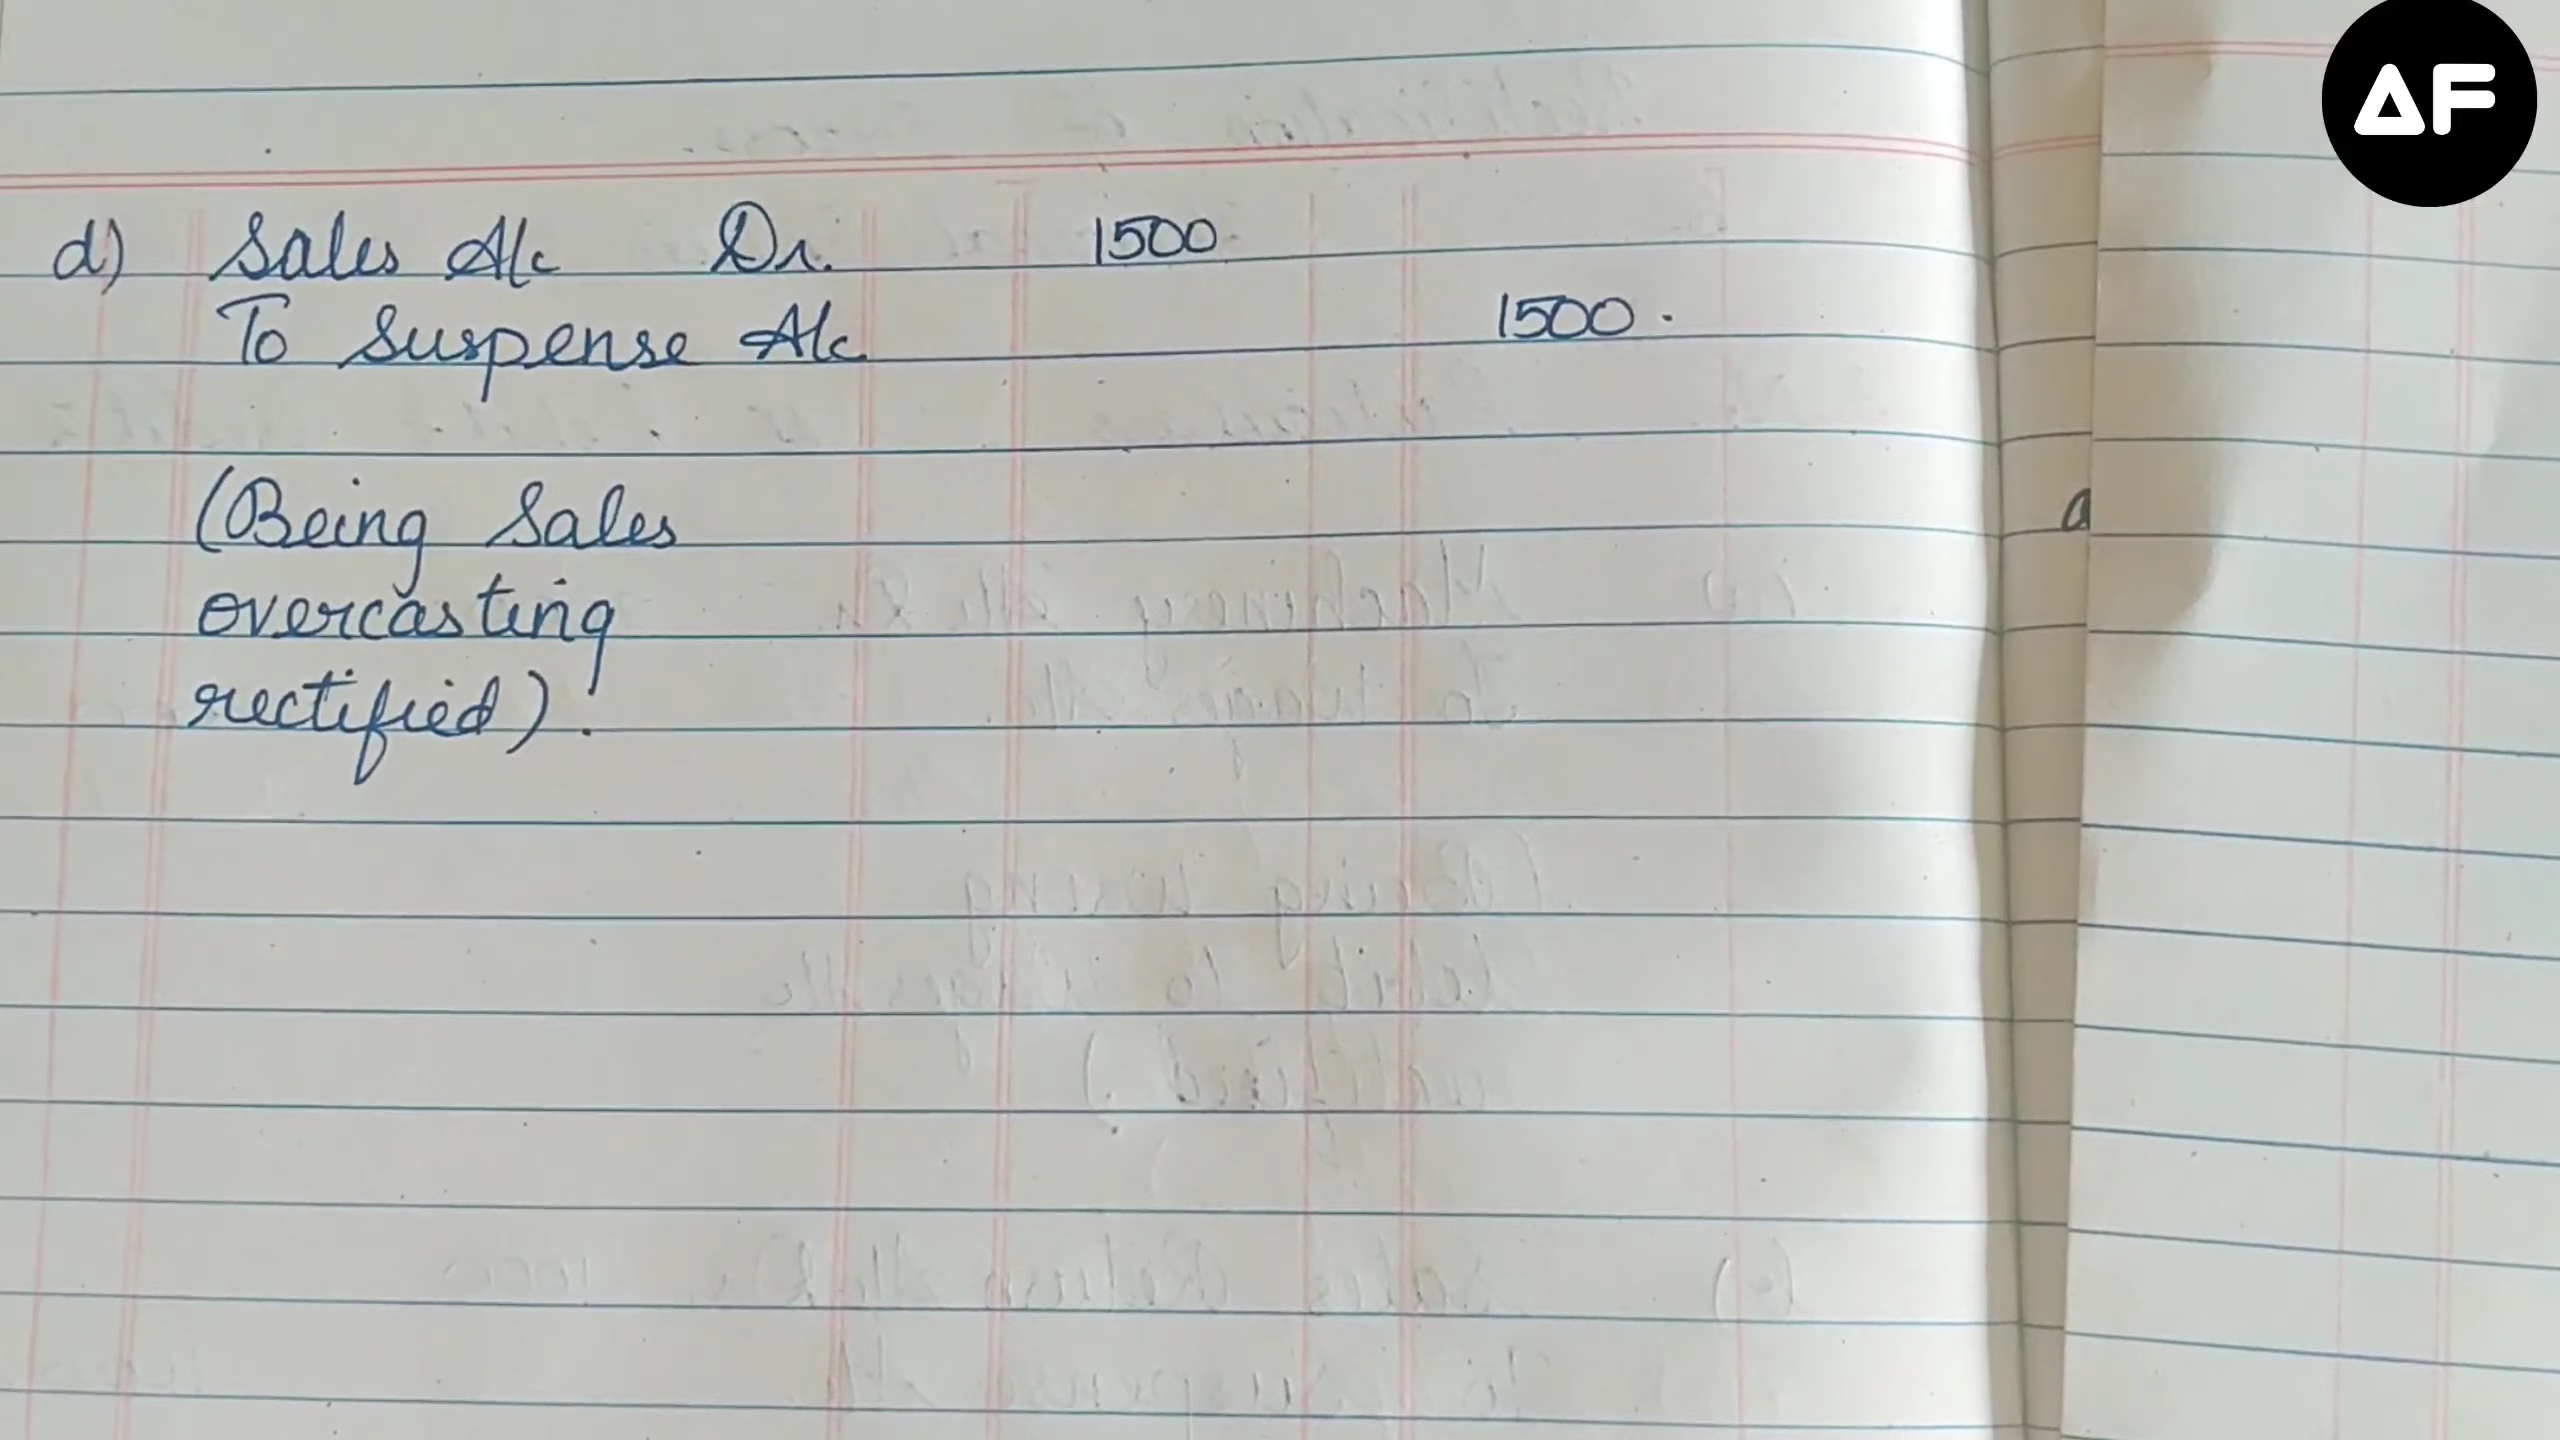 AF
d) Sales A/c Dr. 1500
To Suspense A/c 1500.
(Being Sales
overcasting
rectified).
a